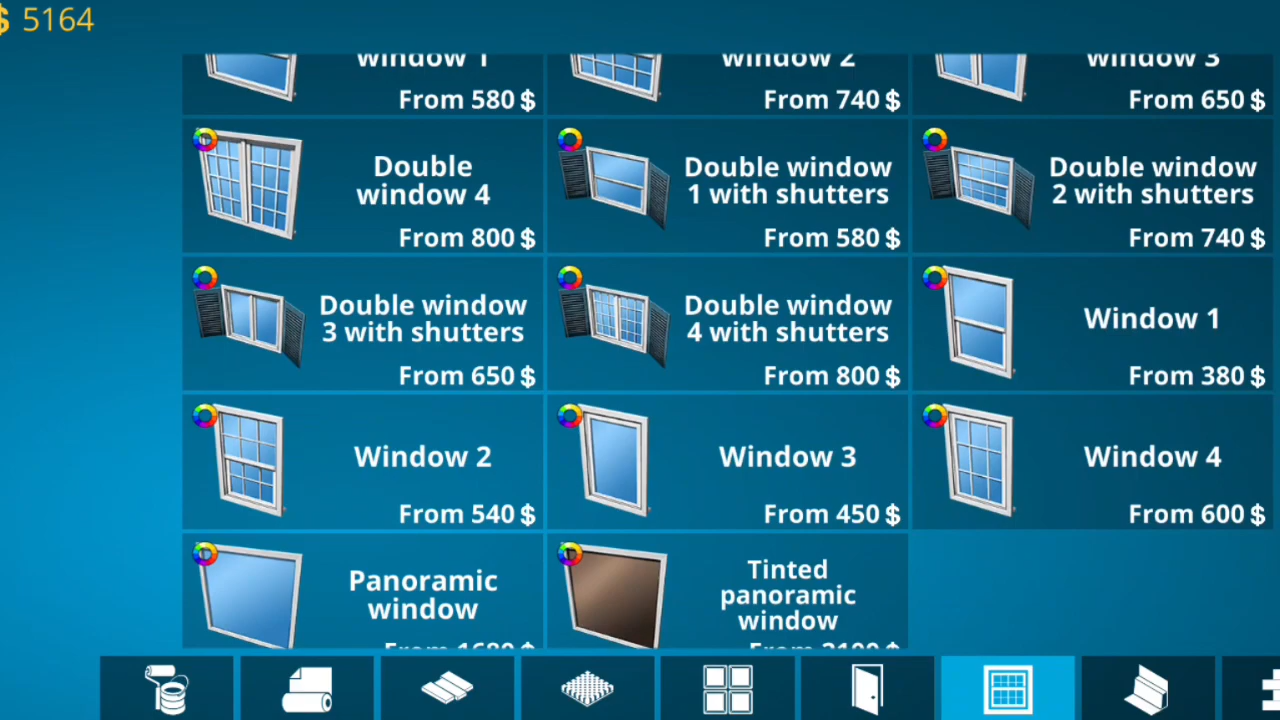 $ 5164
window 1
window 2
window 3
From 580 $
From 740 $
From 650 $
Double
window 4
From 800 $
Double window
1 with shutters
From 580 $
Double window
2 with shutters
From 740 $
Double window
3 with shutters
From 650 $
Double window
4 with shutters
From 800 $
Window 1
From 380 $
Window 2
From 540 $
Window 3
From 450 $
Window 4
From 600 $
Panoramic
window
From 1680 $
Tinted
panoramic
window
From